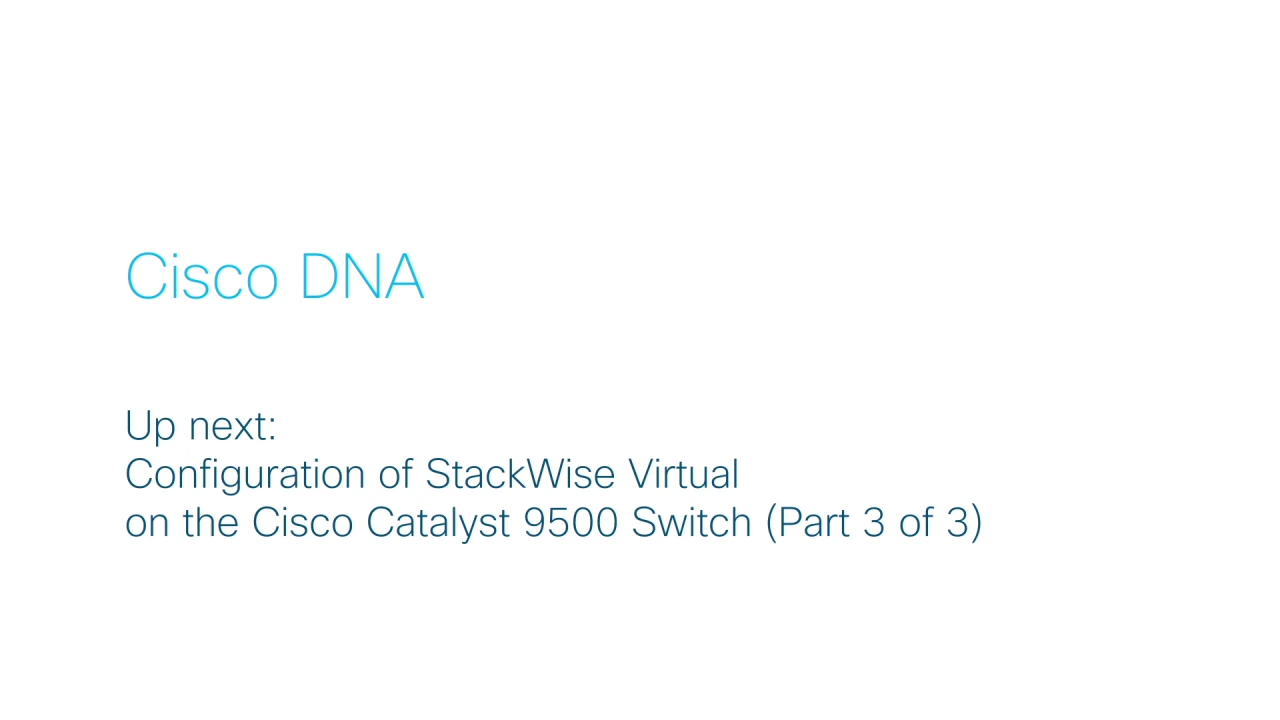 Cisco DNA
Up next:
Configuration of StackWise Virtual
on the Cisco Catalyst 9500 Switch (Part 3 of 3)